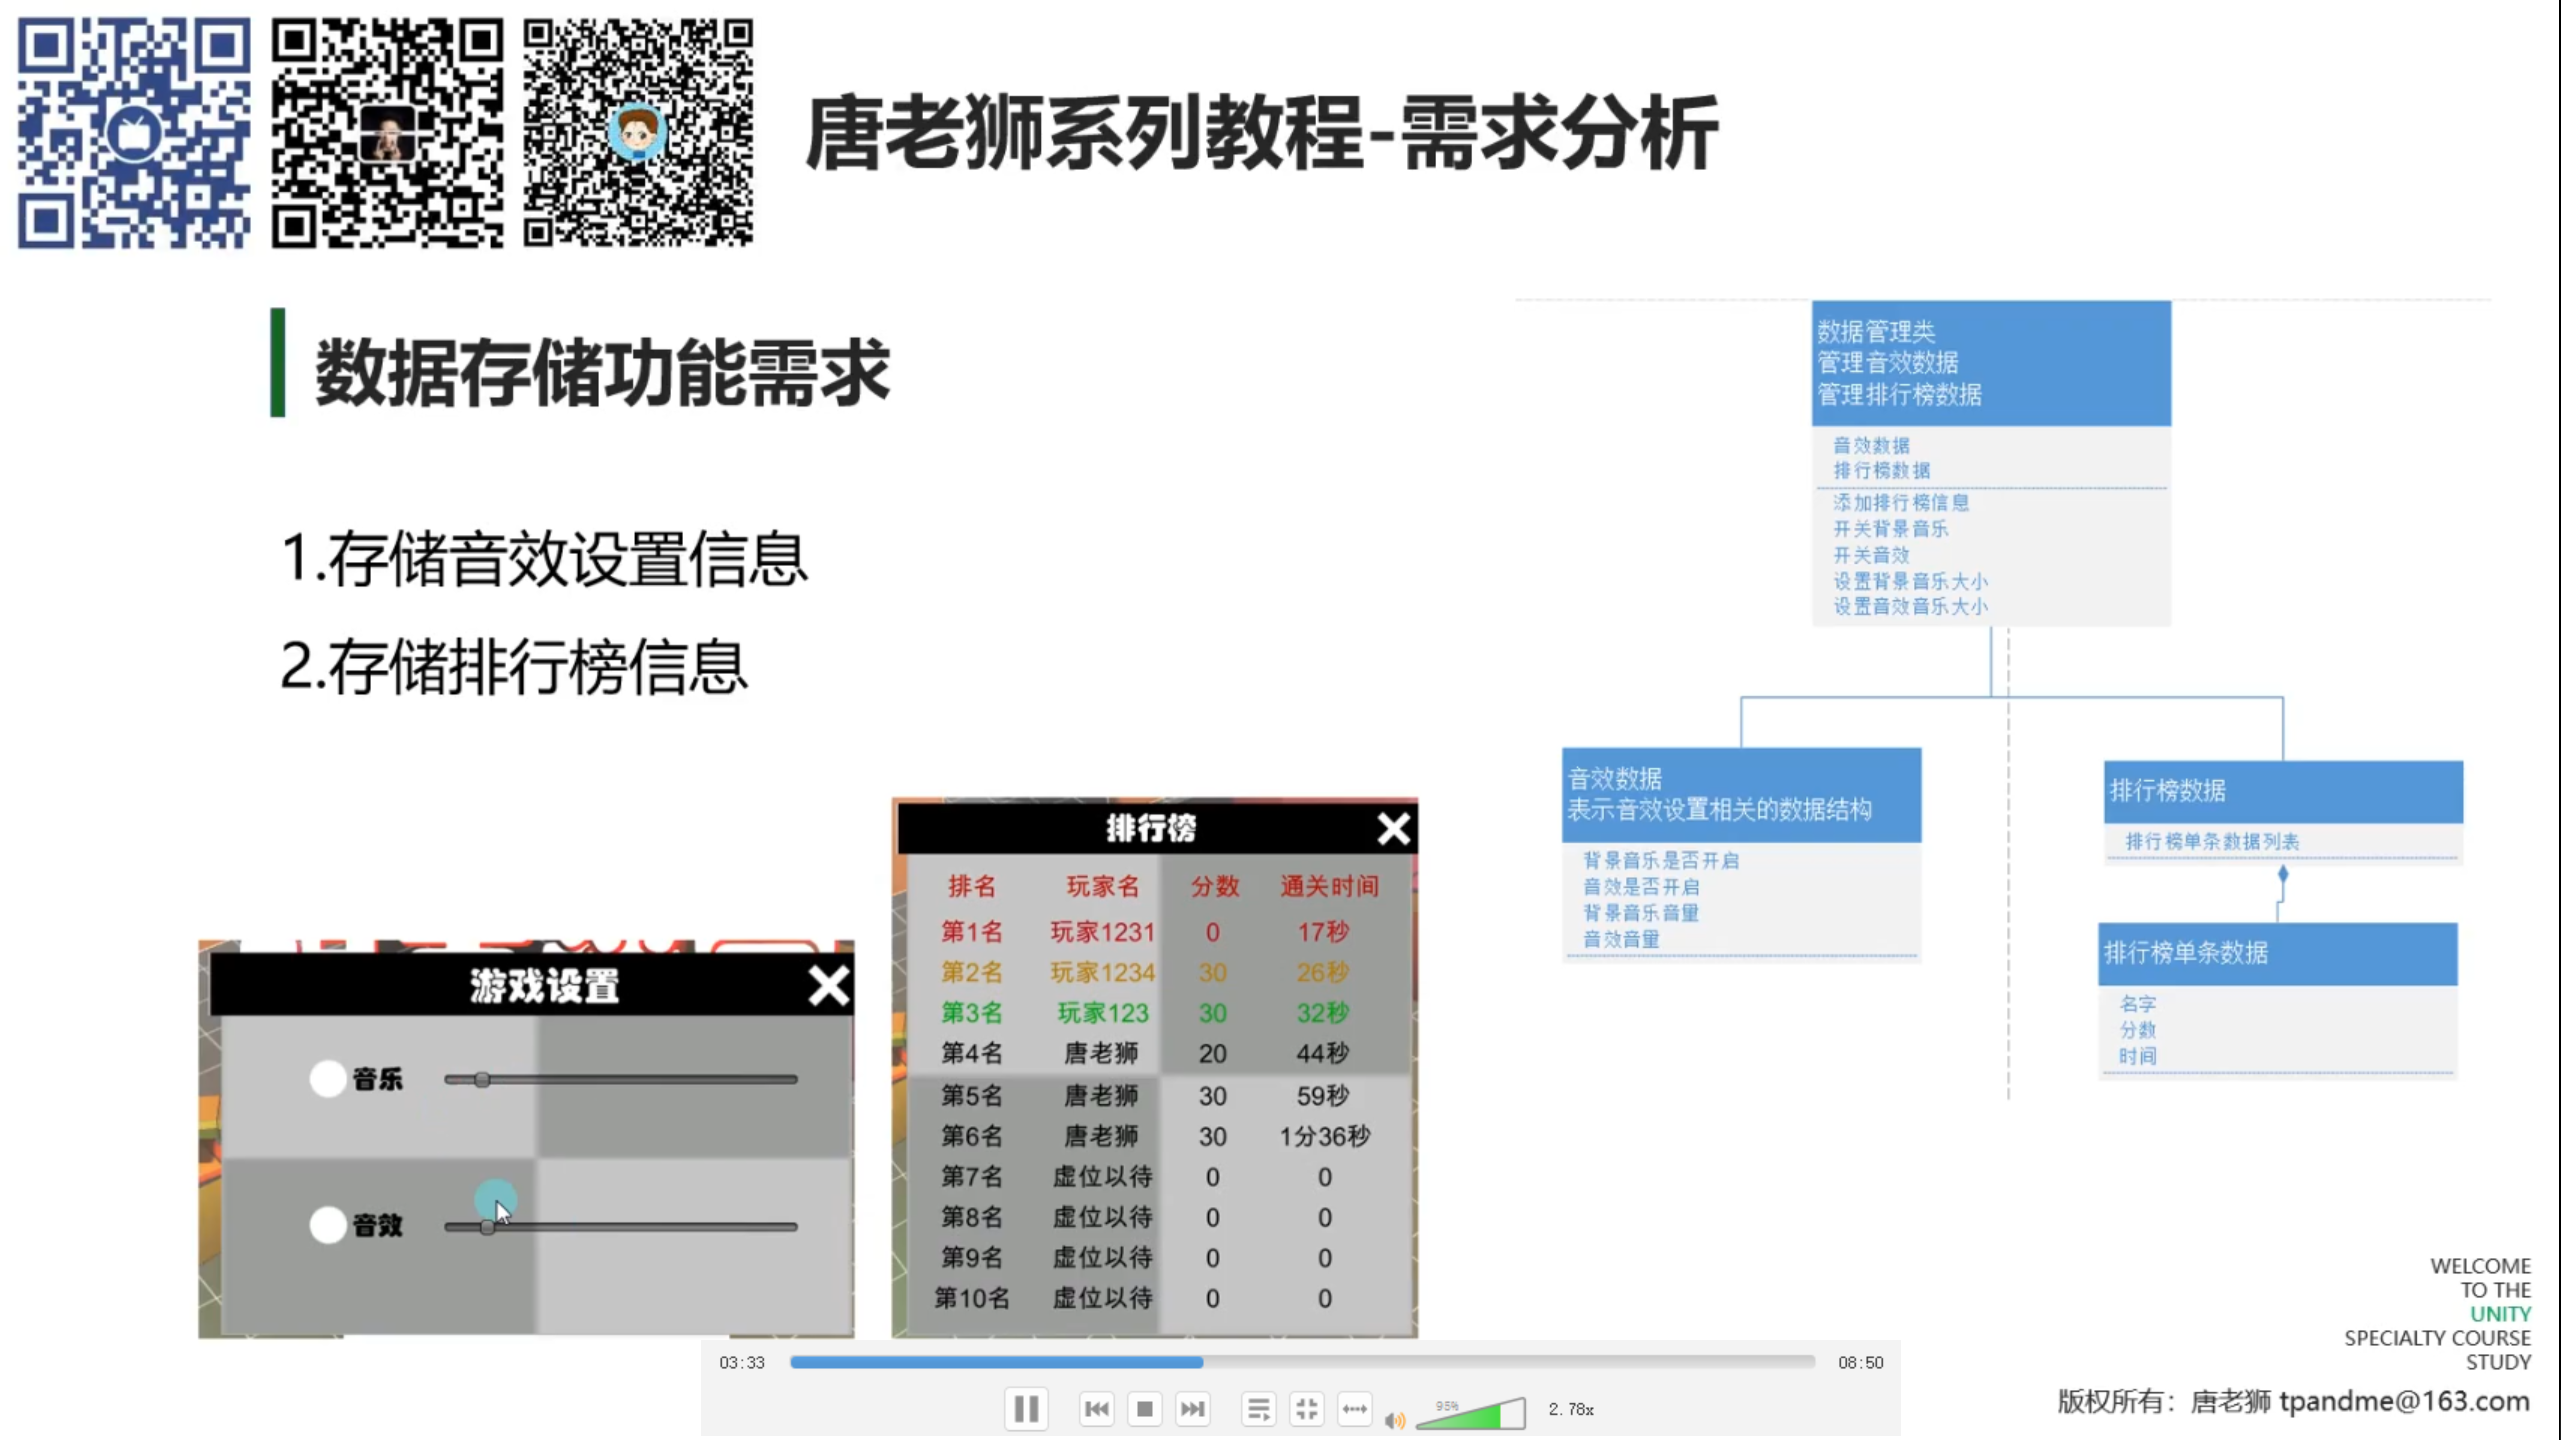 唐老狮系列教程-需求分析
数据存储功能需求
1.存储音效设置信息
2.存储排行榜信息
数据管理类
管理音效数据
管理排行榜数据
音效数据
排行榜数据
添加排行榜信息
开关背景音乐
开关音效
设置背景音乐大小
设置音效音乐大小
音效数据
表示音效设置相关的数据结构
背景音乐是否开启
音效是否开启
背景音乐音量
音效音量
排行榜数据
排行榜单条数据列表
排行榜单条数据
名字
分数
时间
游戏设置
音乐
音效
排行榜
排名 玩家名 分数 通关时间
第1名 玩家1231 0 17秒
第2名 玩家1234 30 26秒
第3名 玩家123 30 32秒
第4名 唐老狮 20 44秒
第5名 唐老狮 30 59秒
第6名 唐老狮 30 1分36秒
第7名 虚位以待 0 0
第8名 虚位以待 0 0
第9名 虚位以待 0 0
第10名 虚位以待 0 0
WELCOME
TO THE
UNITY
SPECIALTY COURSE
STUDY
版权所有：唐老狮 tpandme@163.com
03:33 08:50
95% 2.78x